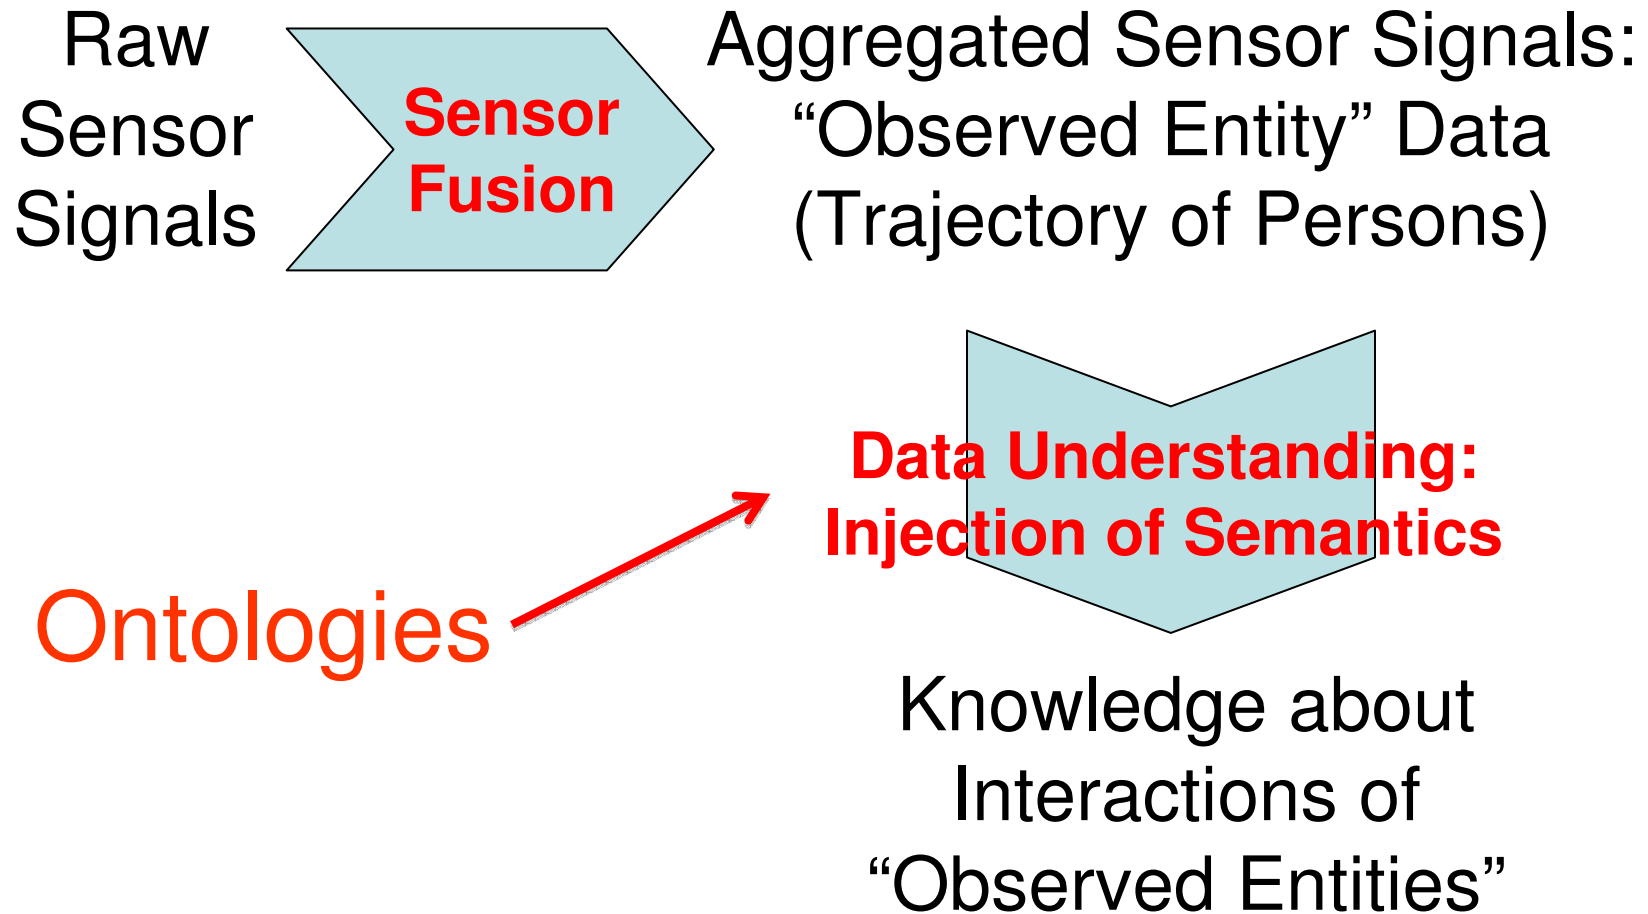 Raw
Sensor
Signals
Sensor
Fusion
Aggregated Sensor Signals:
“Observed Entity” Data
(Trajectory of Persons)
Data Understanding:
Injection of Semantics
Ontologies
Knowledge about
Interactions of
“Observed Entities”